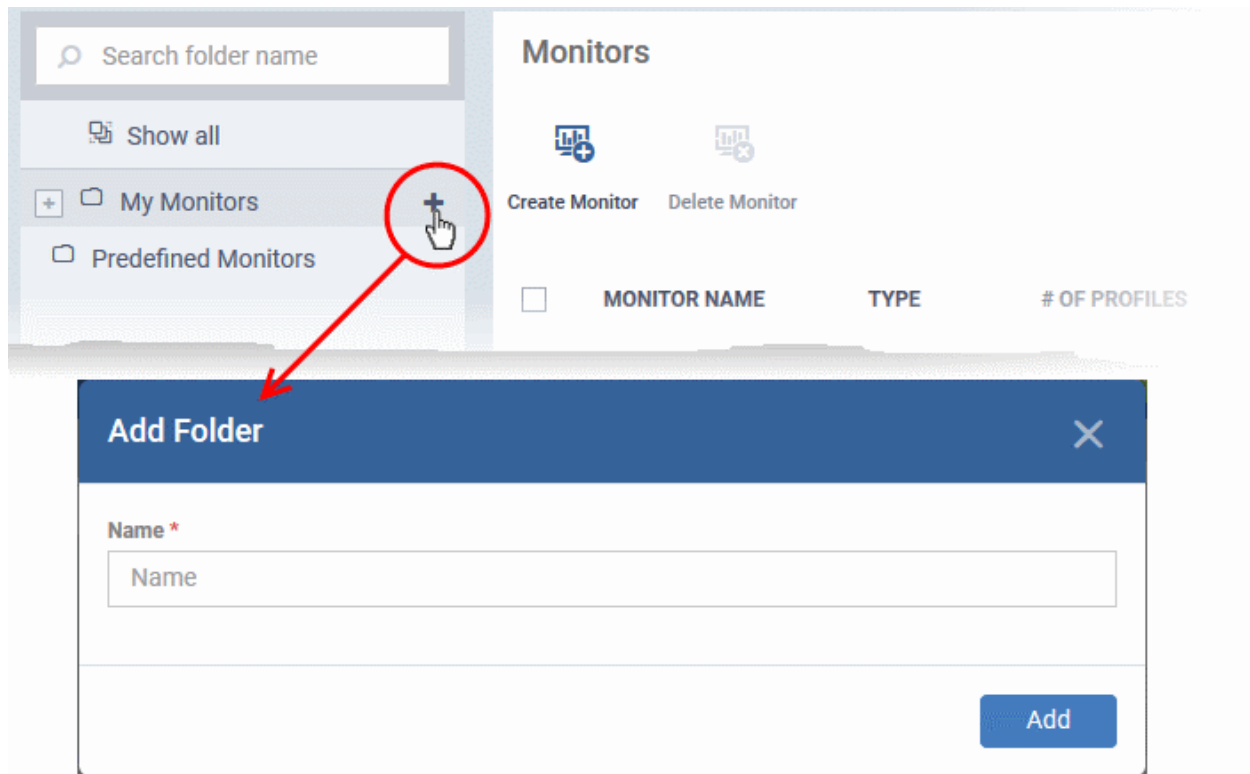 Search folder name
Show all
My Monitors
Predefined Monitors
Monitors
Create Monitor
Delete Monitor
MONITOR NAME TYPE # OF PROFILES
Add Folder
Name *
Name
Add